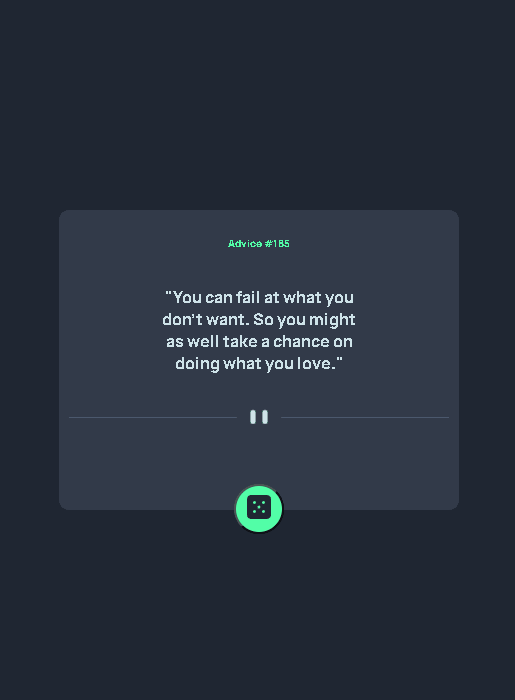 Advice #185
"You can fail at what you
don't want. So you might
as well take a chance on
doing what you love."